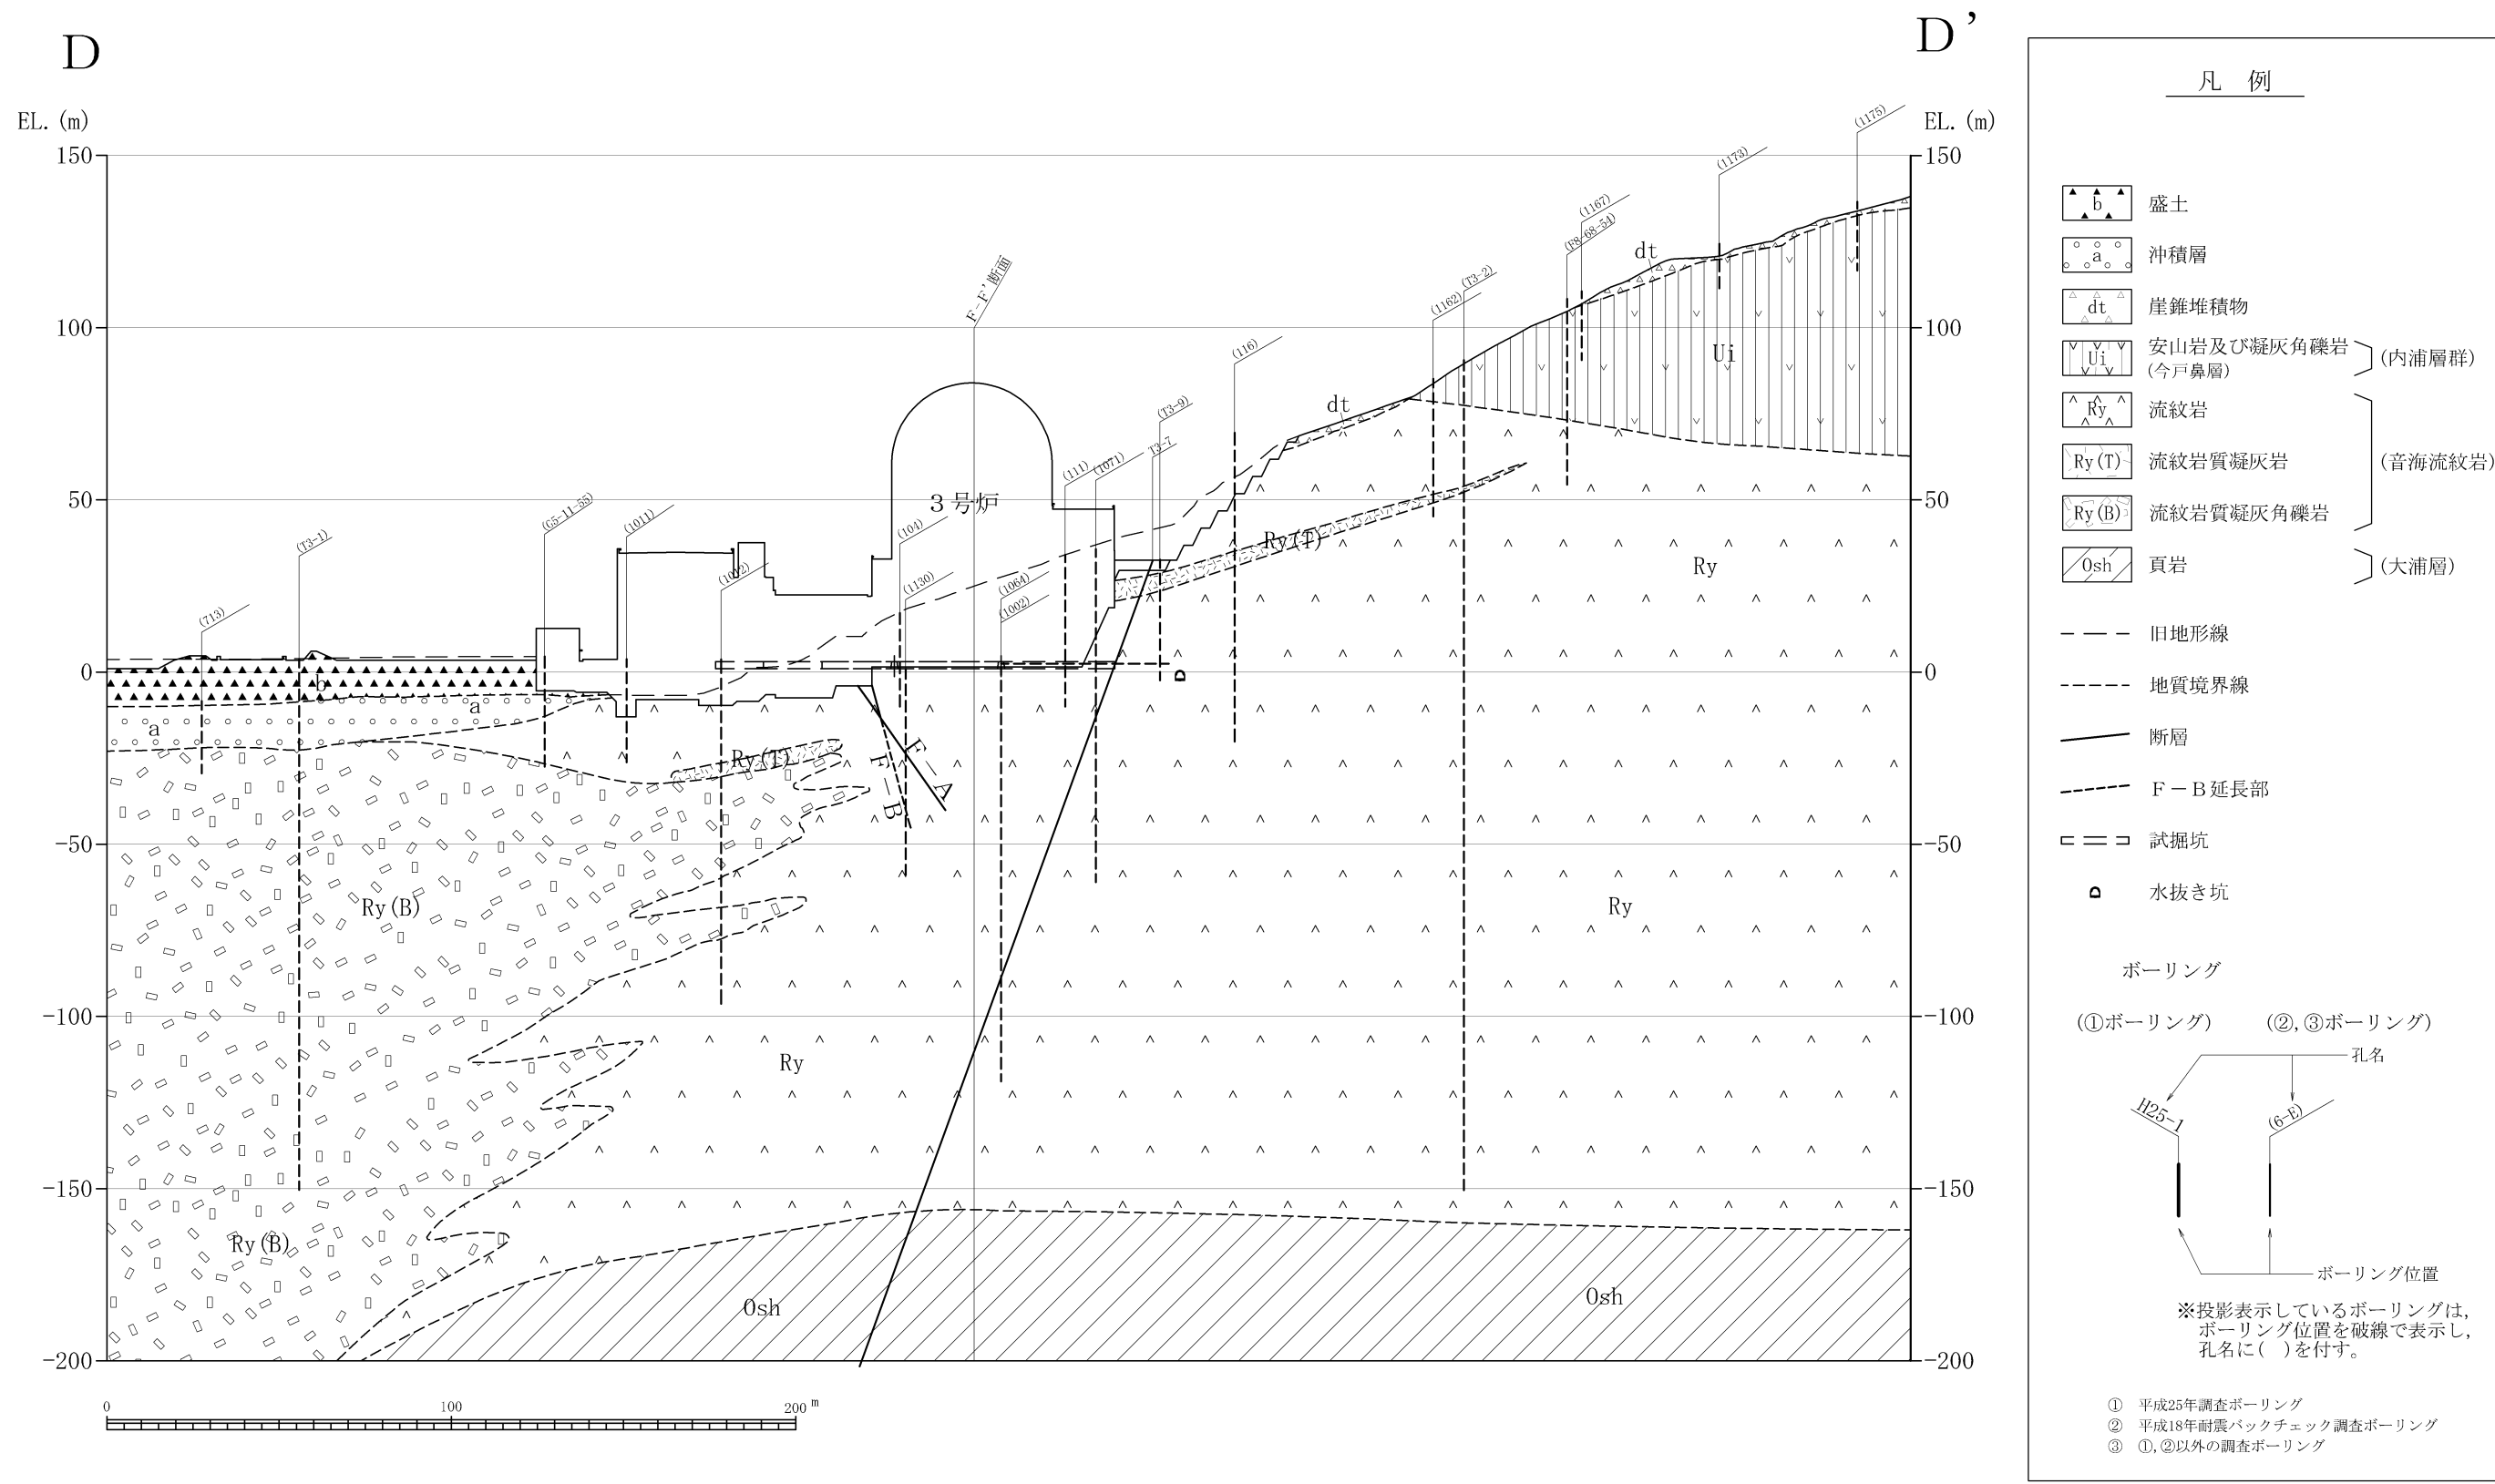 D
D’
EL.(m)
EL.(m)
150
100
50
0
-50
-100
-150
-200
150
100
50
0
-50
-100
-150
-200
(713)
(T3-1)
(G5-11-55)
(1011)
(1012)
(104)
(1130)
(1064)
(1002)
F-F’断面
(111)
(1071)
T3-7
(T3-9)
(116)
(1162)
(T3-2)
(F8-68-54)
(1167)
(1173)
(1175)
3号炉
dt
dt
Ui
b
a
a
Ry(T)
Ry(T)
F-A
F-B
Ry
Ry
Ry
Ry(B)
Ry(B)
Osh
Osh
0
100
200 m
凡 例
b 盛土
a 沖積層
dt 崖錐堆積物
Ui 安山岩及び凝灰角礫岩
(今戸鼻層)
(内浦層群)
Ry 流紋岩
Ry(T) 流紋岩質凝灰岩
(音海流紋岩)
Ry(B) 流紋岩質凝灰角礫岩
Osh 頁岩
(大浦層)
旧地形線
地質境界線
断層
F-B延長部
試掘坑
水抜き坑
ボーリング
(①ボーリング) (②,③ボーリング)
孔名
H25-1
(6-E)
ボーリング位置
※投影表示しているボーリングは,
ボーリング位置を破線で表示し,
孔名に( )を付す。
① 平成25年調査ボーリング
② 平成18年耐震バックチェック調査ボーリング
③ ①,②以外の調査ボーリング